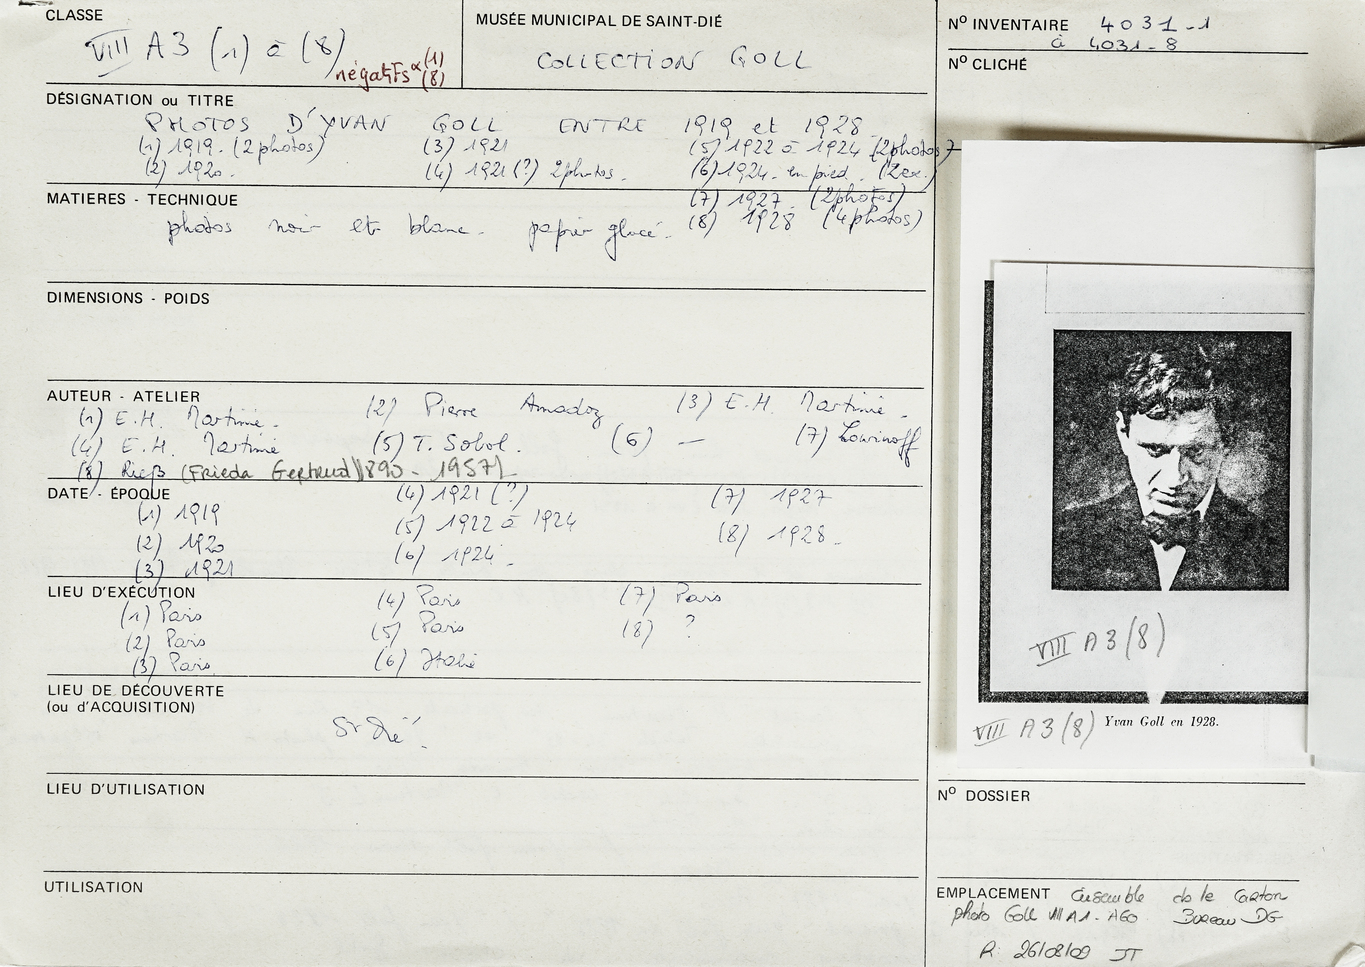 CLASSE
VIII A3 (1) à (8)
négatifs (1)
(8)
MUSÉE MUNICIPAL DE SAINT-DIÉ
COLLECTION GOLL
N° INVENTAIRE 4031-1
à 4031-8
N° CLICHÉ
DÉSIGNATION ou TITRE
PHOTOS D'YVAN GOLL ENTRE 1919 et 1928
(1) 1919. (2 photos) (3) 1921 (5) 1922 à 1924 (2 photos)
(2) 1920. (4) 1921 (?) 2 photos. (6) 1924. en pied. (2 ex.)
(7) 1927. (2 photos)
(8) 1928 (4 photos)
MATIERES - TECHNIQUE
photos noir et blanc. papier glacé.
DIMENSIONS - POIDS
AUTEUR - ATELIER
(1) E.H. Martinie. (2) Pierre Amadoz (3) E.H. Martinie.
(4) E.H. Martinie (5) T. Sobol. (6) — (7) Lowinoff
(8) Rieß (Frieda Gertrud) 1890 - 1957)
DATE - ÉPOQUE
(1) 1919 (4) 1921 (?) (7) 1927
(2) 1920 (5) 1922 à 1924 (8) 1928.
(3) 1921 (6) 1924.
LIEU D'EXÉCUTION
(1) Paris (4) Paris (7) Paris
(2) Paris (5) Paris (8) ?
(3) Paris (6) Italie
LIEU DE DÉCOUVERTE
(ou d'ACQUISITION)
St Dié.
LIEU D'UTILISATION
UTILISATION
VIII A3 (8)
VIII A3 (8) Yvan Goll en 1928.
N° DOSSIER
EMPLACEMENT ensemble ds le Carton
photo Goll VIII A1 - A60 Bureau DG
R. 26/08/09 JT